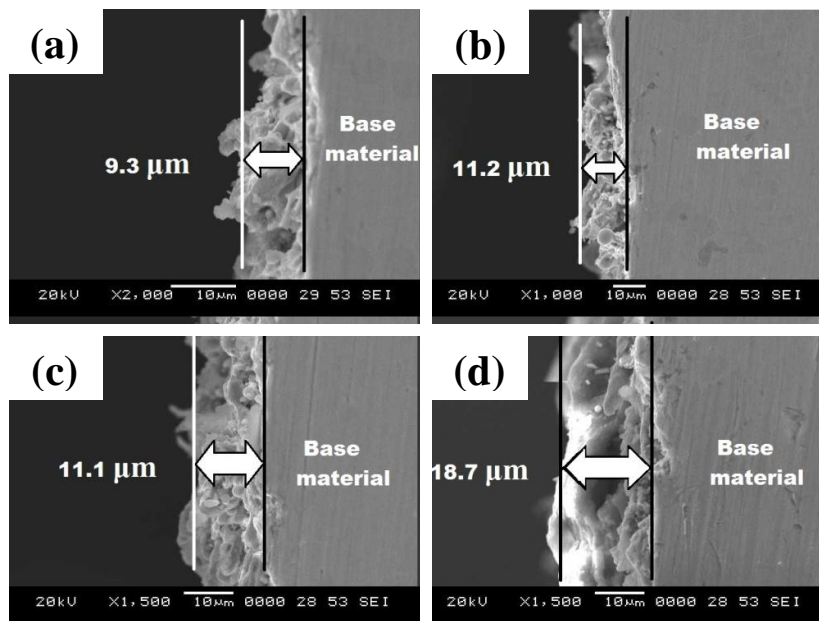 (a)
Base
material
9.3 μm
20kV X2,000 10μm 0000 29 53 SEI
(b)
Base
material
11.2 μm
20kV X1,000 10μm 0000 28 53 SEI
(c)
Base
material
11.1 μm
20kV X1,500 10μm 0000 28 53 SEI
(d)
Base
material
18.7 μm
20kV X1,500 10μm 0000 28 53 SEI